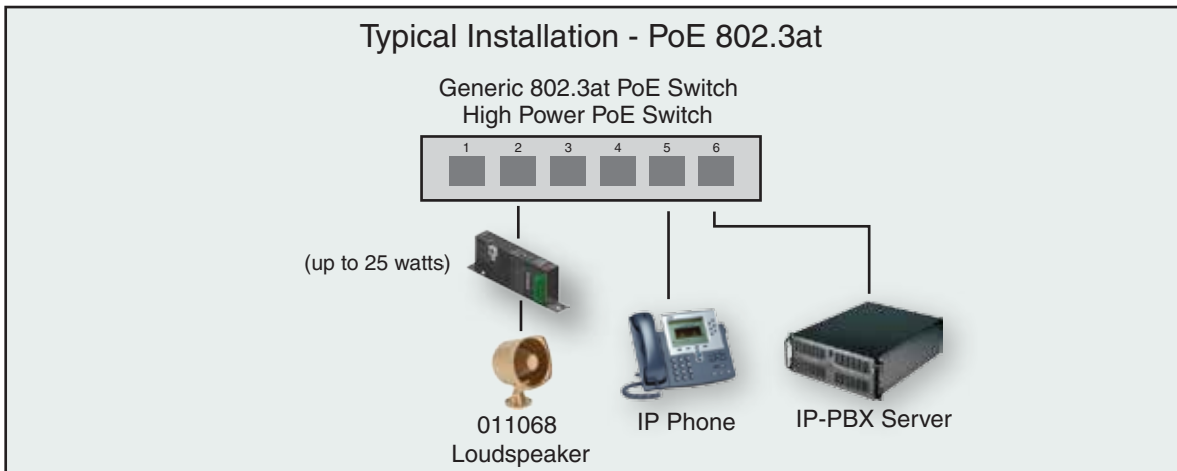 Typical Installation - PoE 802.3at
Generic 802.3at PoE Switch
High Power PoE Switch
1 2 3 4 5 6
(up to 25 watts)
011068
Loudspeaker
IP Phone
IP-PBX Server